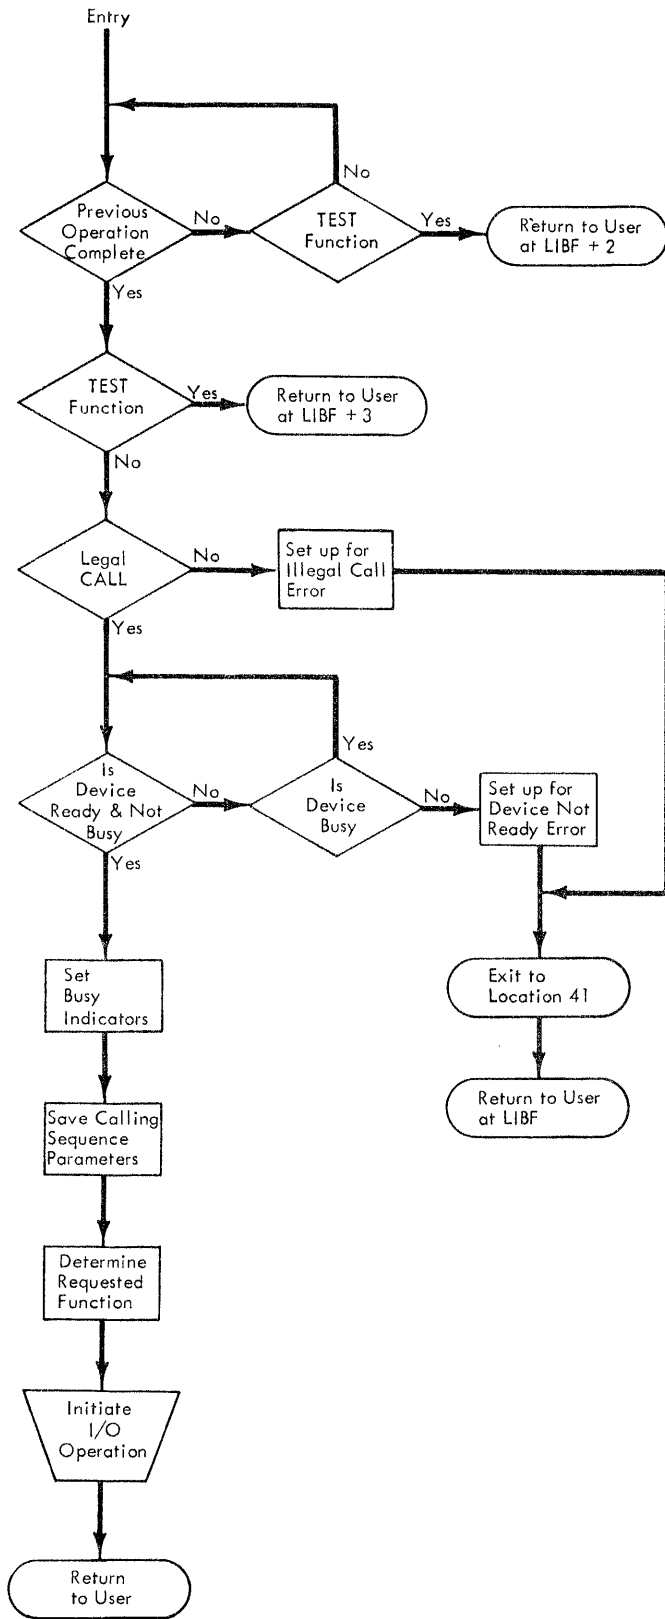 Entry
No
Previous
Operation
Complete
No
TEST
Function
Yes
Return to User
at LIBF + 2
Yes
TEST
Function
Yes
Return to User
at LIBF + 3
No
Legal
CALL
No
Set up for
Illegal Call
Error
Yes
Yes
Is
Device
Ready & Not
Busy
No
Is
Device
Busy
No
Set up for
Device Not
Ready Error
Yes
Set
Busy
Indicators
Exit to
Location 41
Save Calling
Sequence
Parameters
Return to User
at LIBF
Determine
Requested
Function
Initiate
I/O
Operation
Return
to User